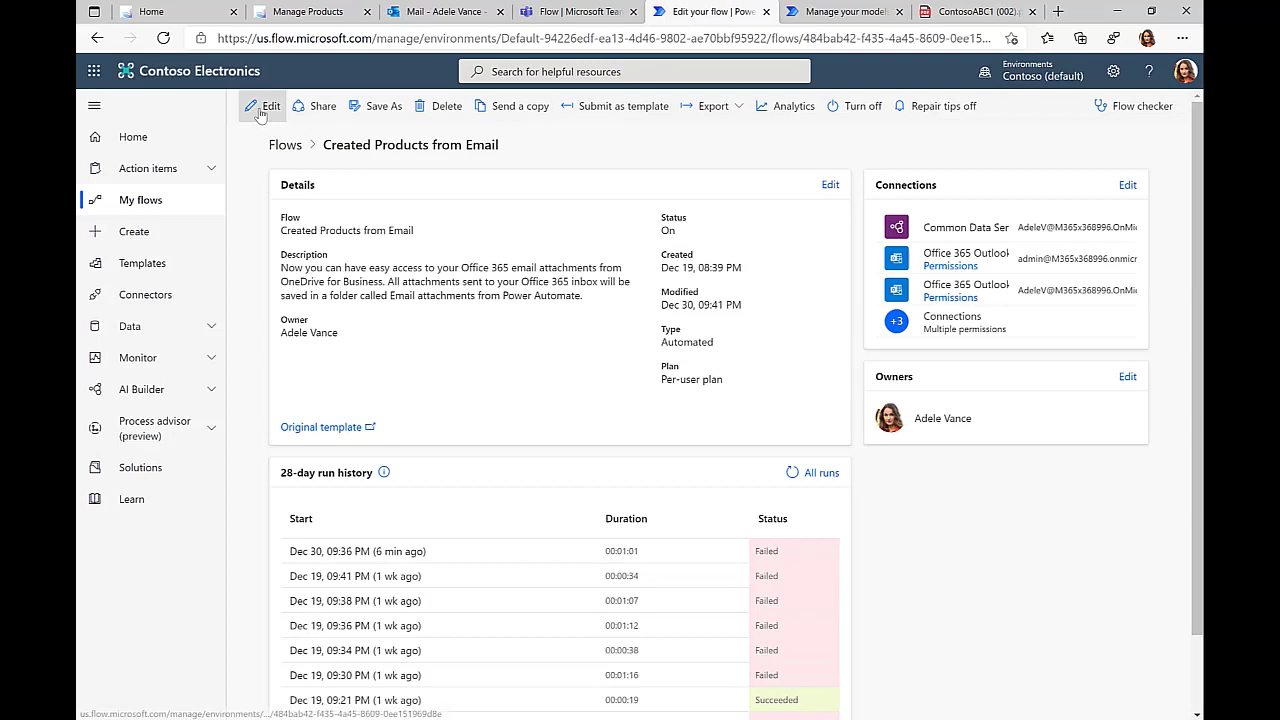 Home
Manage Products
Mail - Adele Vance -
Flow | Microsoft Team
Edit your flow | Powe
Manage your models
ContosoABC1 (002).p
https://us.flow.microsoft.com/manage/environments/Default-94226edf-ea13-4d46-9802-ae70bbf95922/flows/484bab42-f435-4a45-8609-0ee15...
Contoso Electronics
Search for helpful resources
Environments
Contoso (default)
Edit
Share
Save As
Delete
Send a copy
Submit as template
Export
Analytics
Turn off
Repair tips off
Flow checker
Home
Action items
My flows
Create
Templates
Connectors
Data
Monitor
AI Builder
Process advisor
(preview)
Solutions
Learn
Flows > Created Products from Email
Details
Edit
Flow
Created Products from Email
Description
Now you can have easy access to your Office 365 email attachments from
OneDrive for Business. All attachments sent to your Office 365 inbox will be
saved in a folder called Email attachments from Power Automate.
Owner
Adele Vance
Status
On
Created
Dec 19, 08:39 PM
Modified
Dec 30, 09:41 PM
Type
Automated
Plan
Per-user plan
Original template
Connections
Edit
Common Data Ser AdeleV@M365x368996.OnMic
Office 365 Outlook admin@M365x368996.onmicr
Permissions
Office 365 Outlook AdeleV@M365x368996.OnMic
Permissions
+3
Connections
Multiple permissions
Owners
Edit
Adele Vance
28-day run history
All runs
Start Duration Status
Dec 30, 09:36 PM (6 min ago) 00:01:01 Failed
Dec 19, 09:41 PM (1 wk ago) 00:00:34 Failed
Dec 19, 09:38 PM (1 wk ago) 00:01:07 Failed
Dec 19, 09:36 PM (1 wk ago) 00:01:12 Failed
Dec 19, 09:34 PM (1 wk ago) 00:00:38 Failed
Dec 19, 09:30 PM (1 wk ago) 00:01:16 Failed
Dec 19, 09:21 PM (1 wk ago) 00:00:19 Succeeded
us.flow.microsoft.com/manage/environments/.../484bab42-f435-4a45-8609-0ee151969d8e